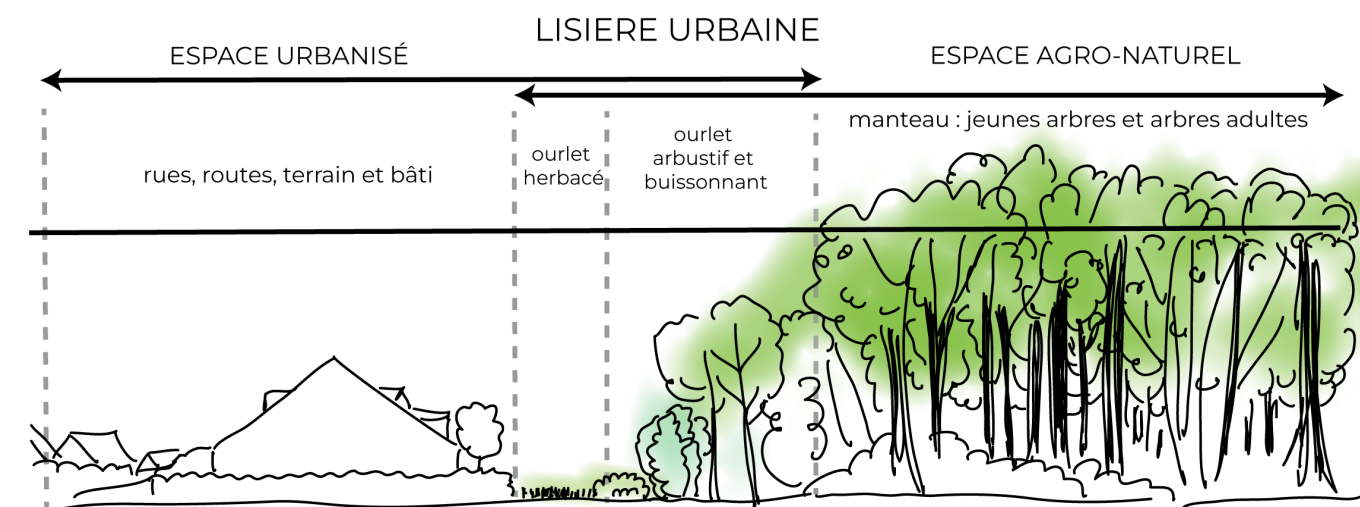 LISIERE URBAINE
ESPACE URBANISÉ
ESPACE AGRO-NATUREL
manteau : jeunes arbres et arbres adultes
rues, routes, terrain et bâti
ourlet
herbacé
ourlet
arbustif et
buissonnant